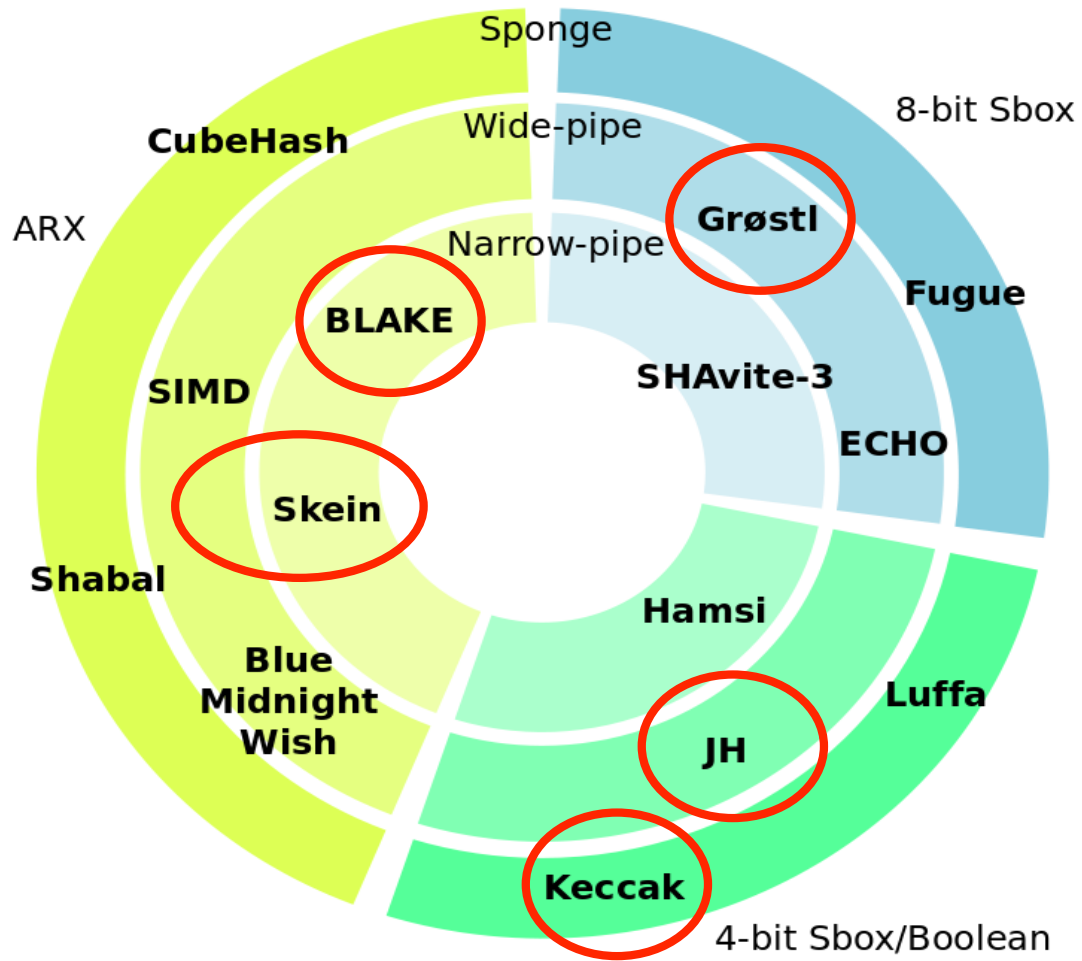 Sponge
8-bit Sbox
Wide-pipe
CubeHash
Grøstl
ARX
Narrow-pipe
Fugue
BLAKE
SHAvite-3
SIMD
ECHO
Skein
Shabal
Hamsi
Blue
Midnight
Wish
Luffa
JH
Keccak
4-bit Sbox/Boolean